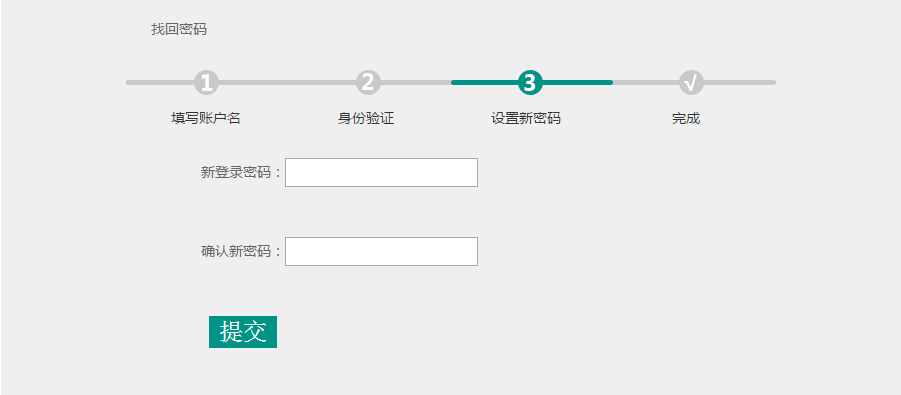 找回密码
1 2 3 √
填写账户名 身份验证 设置新密码 完成
新登录密码：
确认新密码：
提交